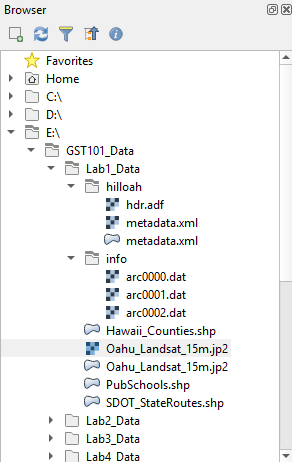 Browser
Favorites
Home
C:\
D:\
E:\
GST101_Data
Lab1_Data
hilloah
hdr.adf
metadata.xml
metadata.xml
info
arc0000.dat
arc0001.dat
arc0002.dat
Hawaii_Counties.shp
Oahu_Landsat_15m.jp2
Oahu_Landsat_15m.jp2
PubSchools.shp
SDOT_StateRoutes.shp
Lab2_Data
Lab3_Data
Lab4_Data